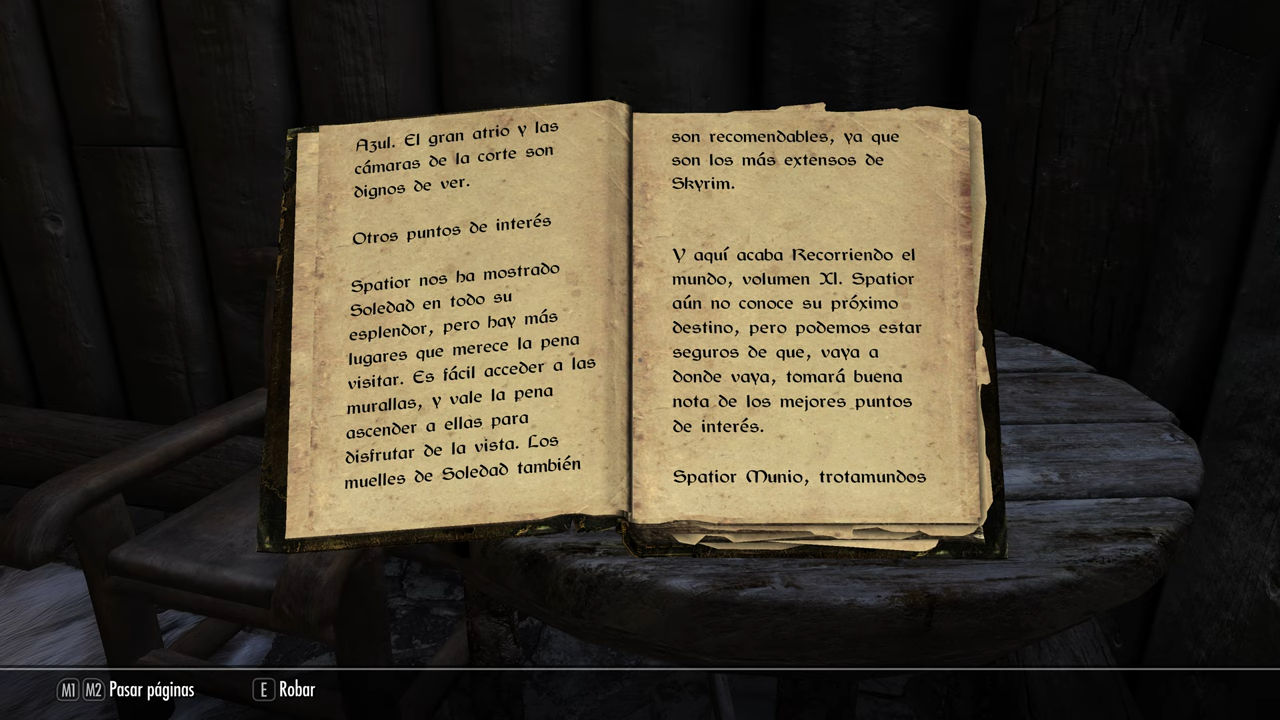 Azul. El gran atrio y las
cámaras de la corte son
dignos de ver.
Otros puntos de interés
Spatior nos ha mostrado
Soledad en todo su
esplendor, pero hay más
lugares que merece la pena
visitar. Es fácil acceder a las
murallas, y vale la pena
ascender a ellas para
disfrutar de la vista. Los
muelles de Soledad también
son recomendables, ya que
son los más extensos de
Skyrim.
Y aquí acaba Recorriendo el
mundo, volumen XI. Spatior
aún no conoce su próximo
destino, pero podemos estar
seguros de que, vaya a
donde vaya, tomará buena
nota de los mejores puntos
de interés.
Spatior Munio, trotamundos
M1 M2 Pasar páginas
E Robar